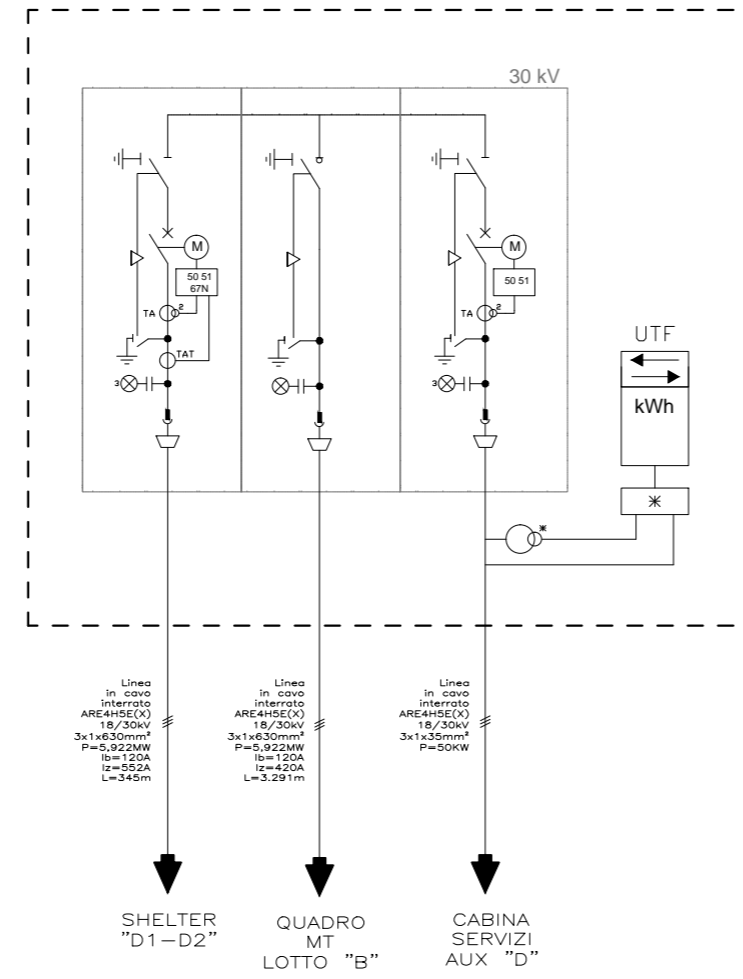 30 kV
M
50 51
67N
TA
2
TAT
3
M
50 51
TA
2
3
UTF
kWh
*
*
Linea
in cavo
interrato
ARE4H5E(X)
18/30kV
3x1x630mm²
P=5,922MW
Ib=120A
Iz=552A
L=345m
Linea
in cavo
interrato
ARE4H5E(X)
18/30kV
3x1x630mm²
P=5,922MW
Ib=120A
Iz=420A
L=3.291m
Linea
in cavo
interrato
ARE4H5E(X)
18/30kV
3x1x35mm²
P=50KW
SHELTER
"D1-D2"
QUADRO
MT
LOTTO "B"
CABINA
SERVIZI
AUX "D"